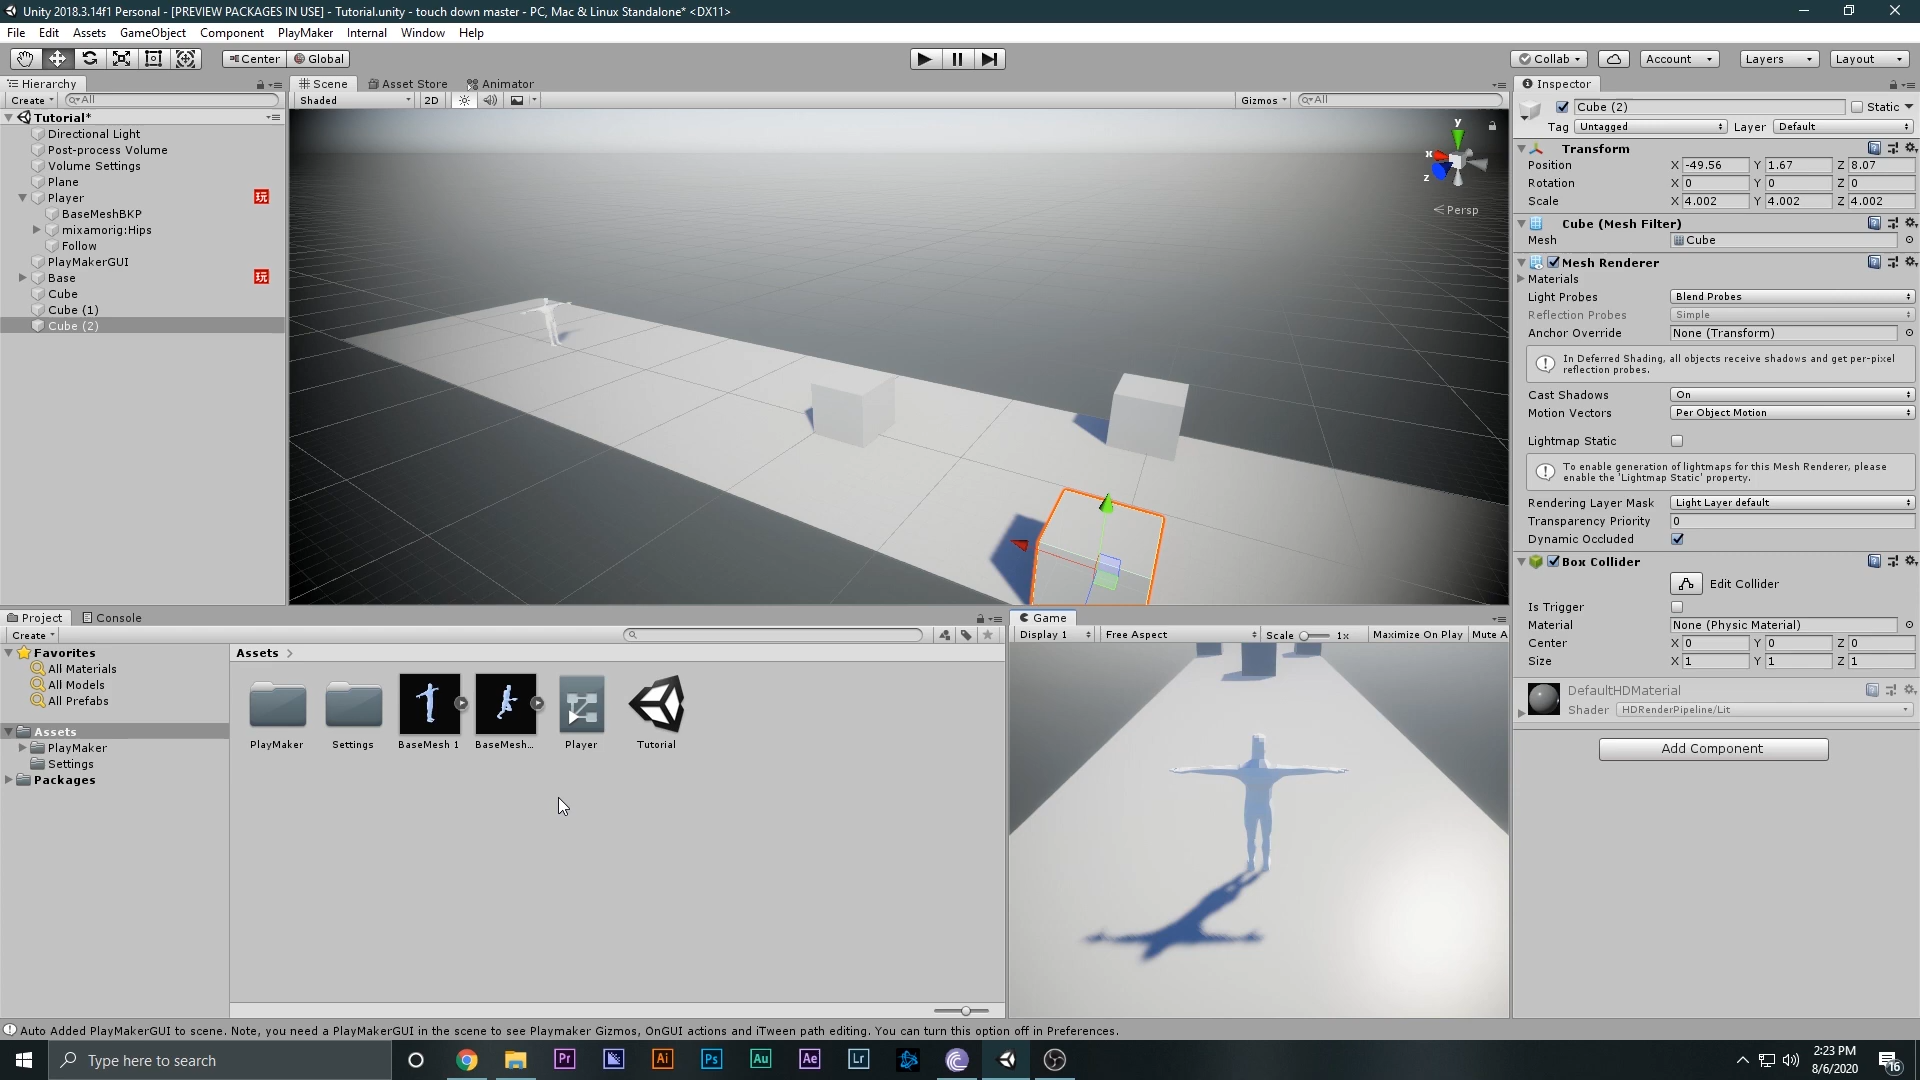 Unity 2018.3.14f1 Personal - [PREVIEW PACKAGES IN USE] - Tutorial.unity - touch down master - PC, Mac & Linux Standalone* <DX11>
File Edit Assets GameObject Component PlayMaker Internal Window Help
Center Global Collab Account Layers Layout
Hierarchy Scene Asset Store Animator Inspector
Create All Shaded 2D Gizmos All Cube (2) Static
Tag Untagged Layer Default
Tutorial*
Directional Light
Post-process Volume
Volume Settings
Plane
Player 玩
BaseMeshBKP
mixamorig:Hips
Follow
PlayMakerGUI
Base 玩
Cube
Cube (1)
Cube (2)
y
x
z
Persp
Transform
Position X -49.56 Y 1.67 Z 8.07
Rotation X 0 Y 0 Z 0
Scale X 4.002 Y 4.002 Z 4.002
Cube (Mesh Filter)
Mesh Cube
Mesh Renderer
Materials
Light Probes Blend Probes
Reflection Probes Simple
Anchor Override None (Transform)
In Deferred Shading, all objects receive shadows and get per-pixel
reflection probes.
Cast Shadows On
Motion Vectors Per Object Motion
Lightmap Static
To enable generation of lightmaps for this Mesh Renderer, please
enable the 'Lightmap Static' property.
Rendering Layer Mask Light Layer default
Transparency Priority 0
Dynamic Occluded
Box Collider
Edit Collider
Is Trigger
Material None (Physic Material)
Center X 0 Y 0 Z 0
Size X 1 Y 1 Z 1
DefaultHDMaterial
Shader HDRenderPipeline/Lit
Add Component
Project Console
Create
Favorites
All Materials
All Models
All Prefabs
Assets
PlayMaker
Settings
Packages
Assets
PlayMaker Settings BaseMesh 1 BaseMesh... Player Tutorial
Game
Display 1 Free Aspect Scale 1x Maximize On Play Mute A
Auto Added PlayMakerGUI to scene. Note, you need a PlayMakerGUI in the scene to see Playmaker Gizmos, OnGUI actions and iTween path editing. You can turn this option off in Preferences.
Type here to search
Pr Ai Ps Au Ae Lr
2:23 PM
8/6/2020
16